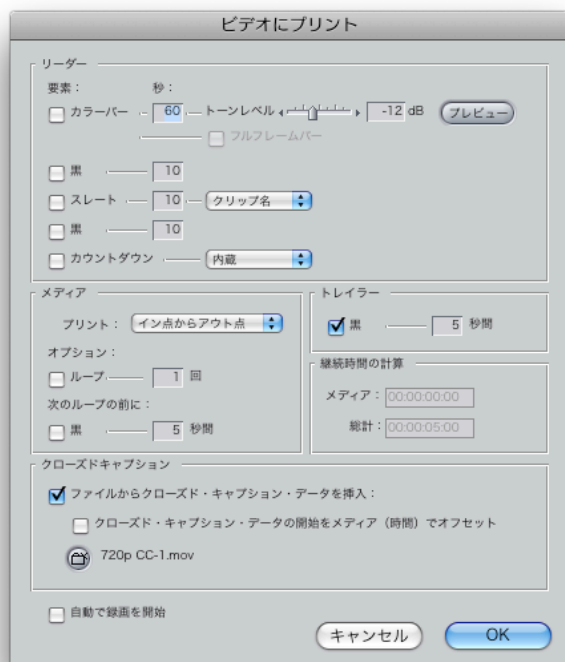 ビデオにプリント
リーダー
要素： 秒：
カラーバー 60 トーンレベル -12 dB プレビュー
フルフレームバー
黒 10
スレート 10 クリップ名
黒 10
カウントダウン 内蔵
メディア
プリント： イン点からアウト点
オプション：
ループ 1 回
次のループの前に：
黒 5 秒間
トレイラー
黒 5 秒間
継続時間の計算
メディア： 00:00:00:00
総計： 00:00:05:00
クローズドキャプション
ファイルからクローズド・キャプション・データを挿入：
クローズド・キャプション・データの開始をメディア（時間）でオフセット
720p CC-1.mov
自動で録画を開始
キャンセル OK